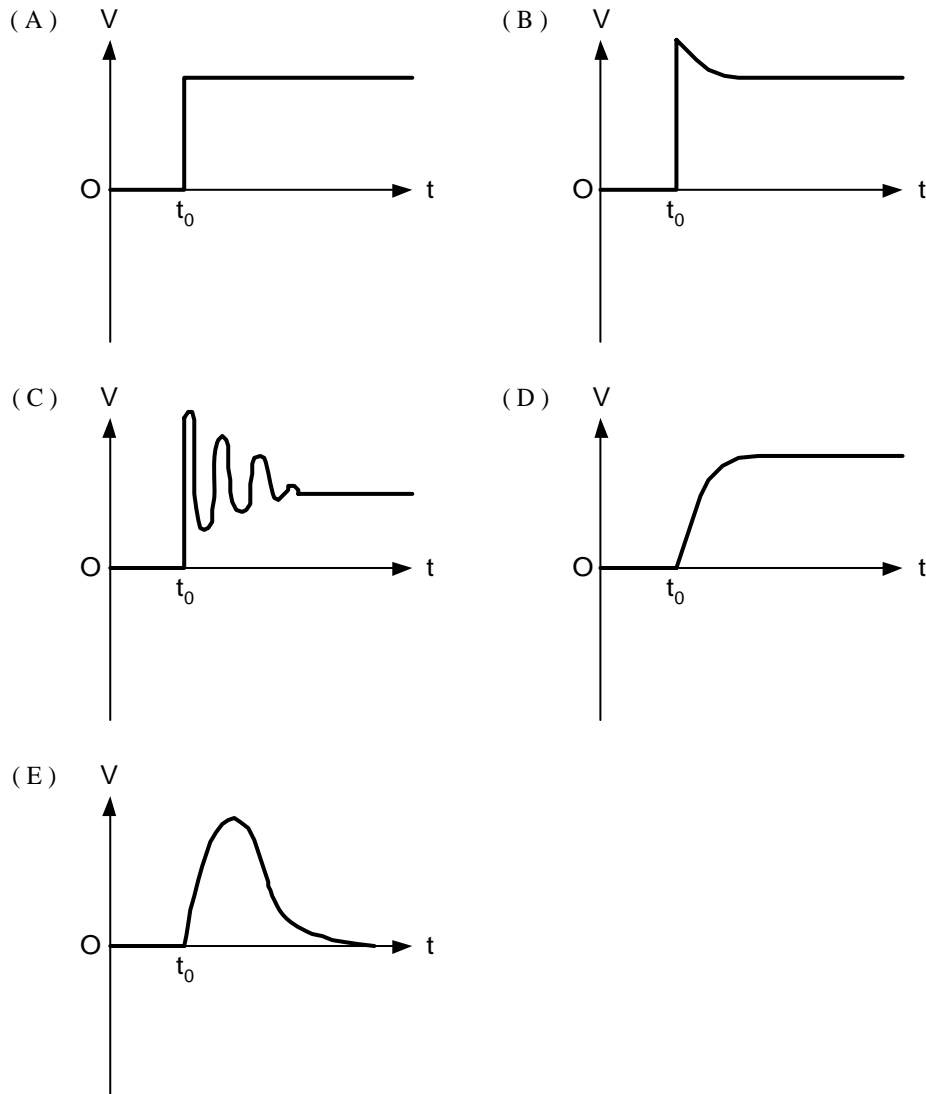 ( A ) V
O t
t₀
( B ) V
O t
t₀
( C ) V
O t
t₀
( D ) V
O t
t₀
( E ) V
O t
t₀